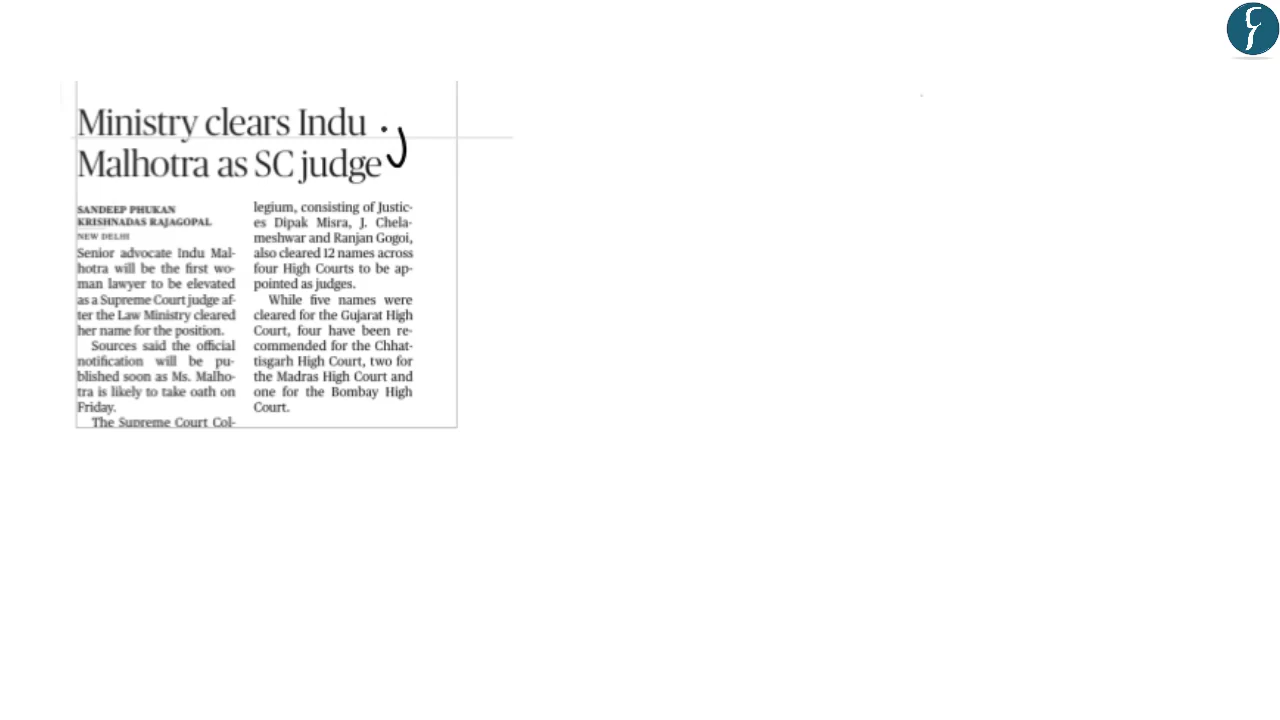 Ministry clears Indu
Malhotra as SC judge
SANDEEP PHUKAN
KRISHNADAS RAJAGOPAL
NEW DELHI
Senior advocate Indu Mal-
hotra will be the first wo-
man lawyer to be elevated
as a Supreme Court judge af-
ter the Law Ministry cleared
her name for the position.
Sources said the official
notification will be pu-
blished soon as Ms. Malho-
tra is likely to take oath on
Friday.
The Supreme Court Col-
legium, consisting of Justic-
es Dipak Misra, J. Chela-
meshwar and Ranjan Gogoi,
also cleared 12 names across
four High Courts to be ap-
pointed as judges.
While five names were
cleared for the Gujarat High
Court, four have been re-
commended for the Chhat-
tisgarh High Court, two for
the Madras High Court and
one for the Bombay High
Court.